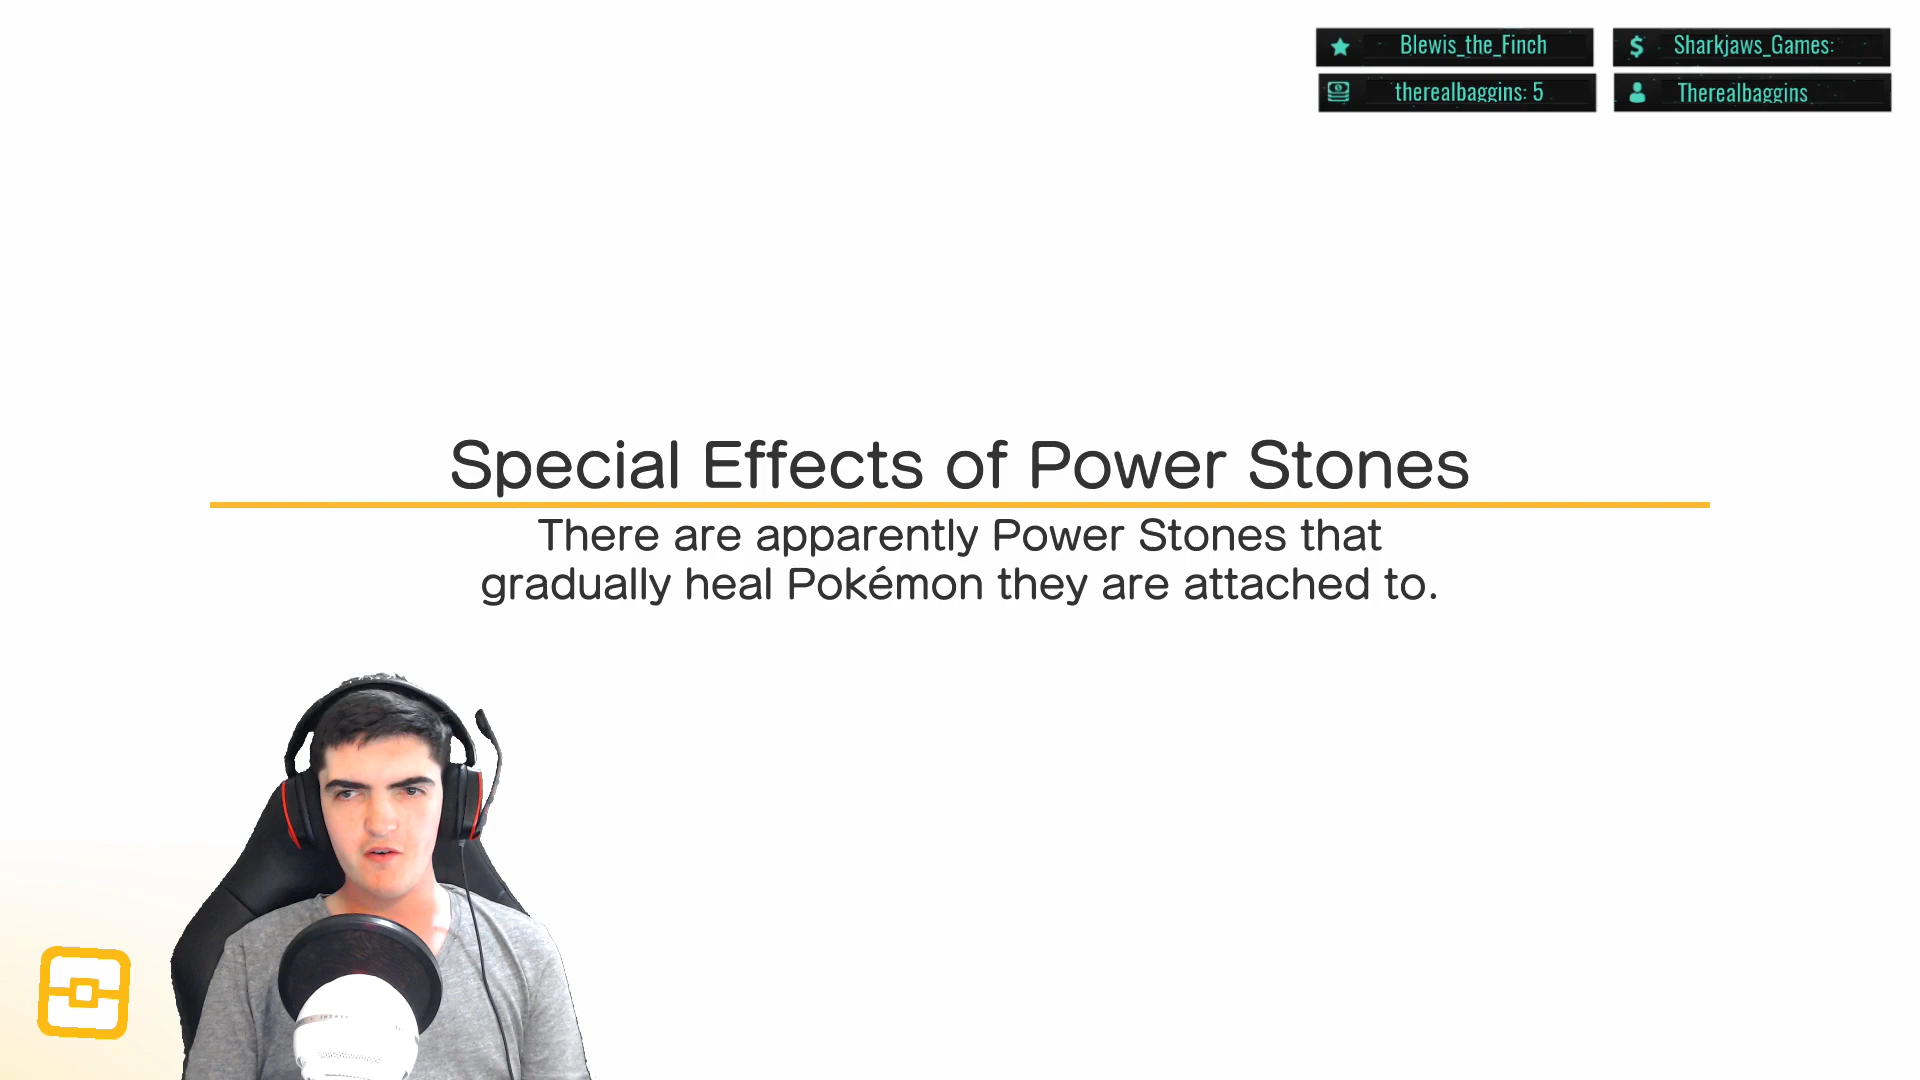 Blewis_the_Finch
Sharkjaws_Games:
therealbaggins: 5
Therealbaggins
Special Effects of Power Stones
There are apparently Power Stones that
gradually heal Pokémon they are attached to.